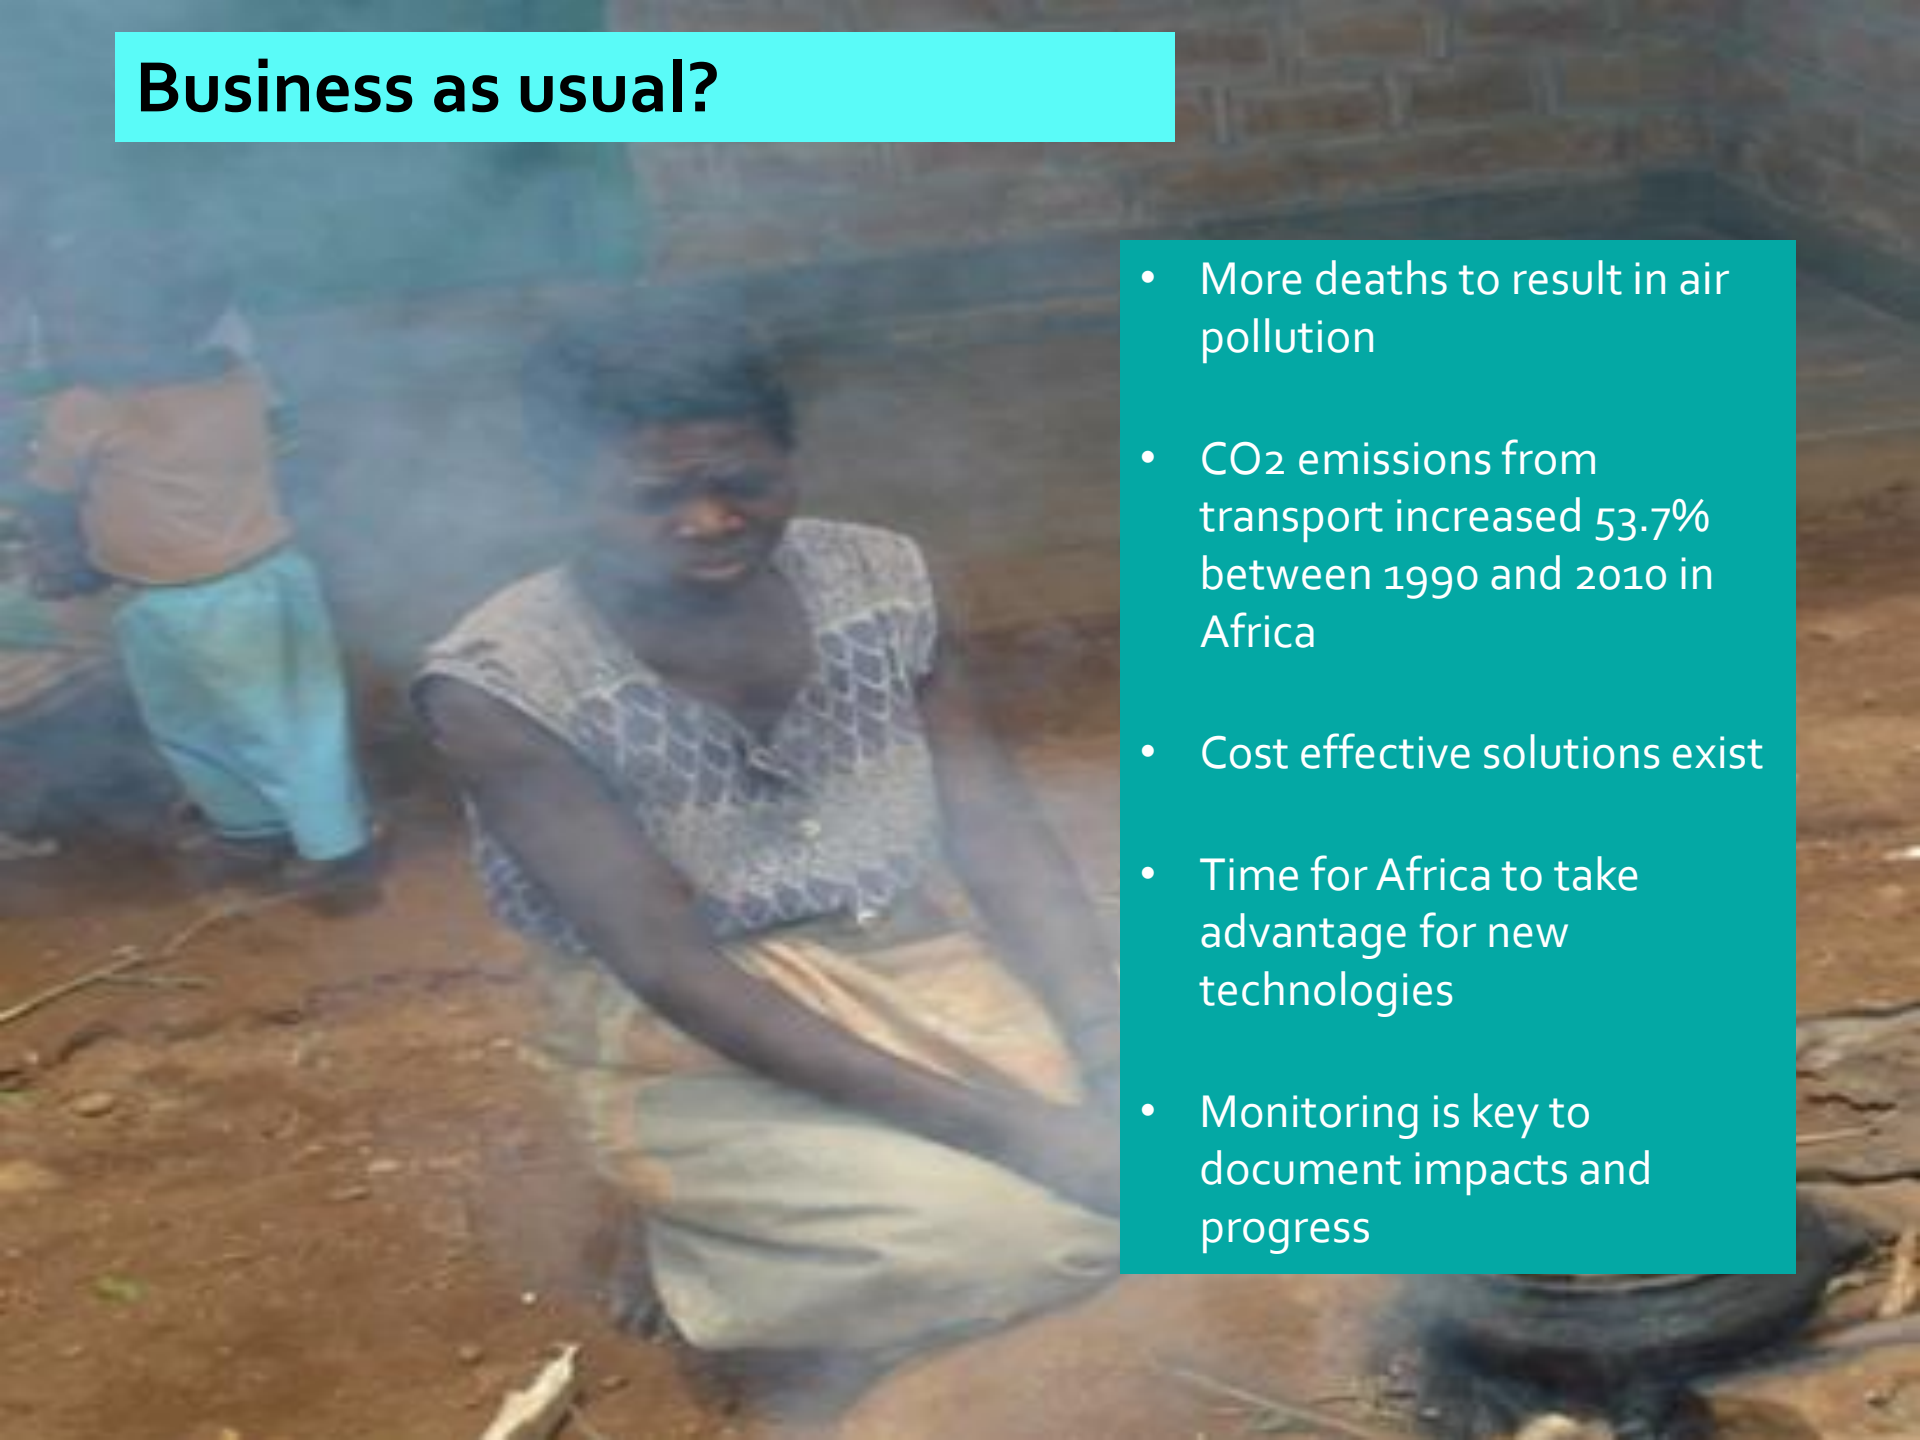 Business as usual?
• More deaths to result in air
pollution
• CO2 emissions from
transport increased 53.7%
between 1990 and 2010 in
Africa
• Cost effective solutions exist
• Time for Africa to take
advantage for new
technologies
• Monitoring is key to
document impacts and
progress